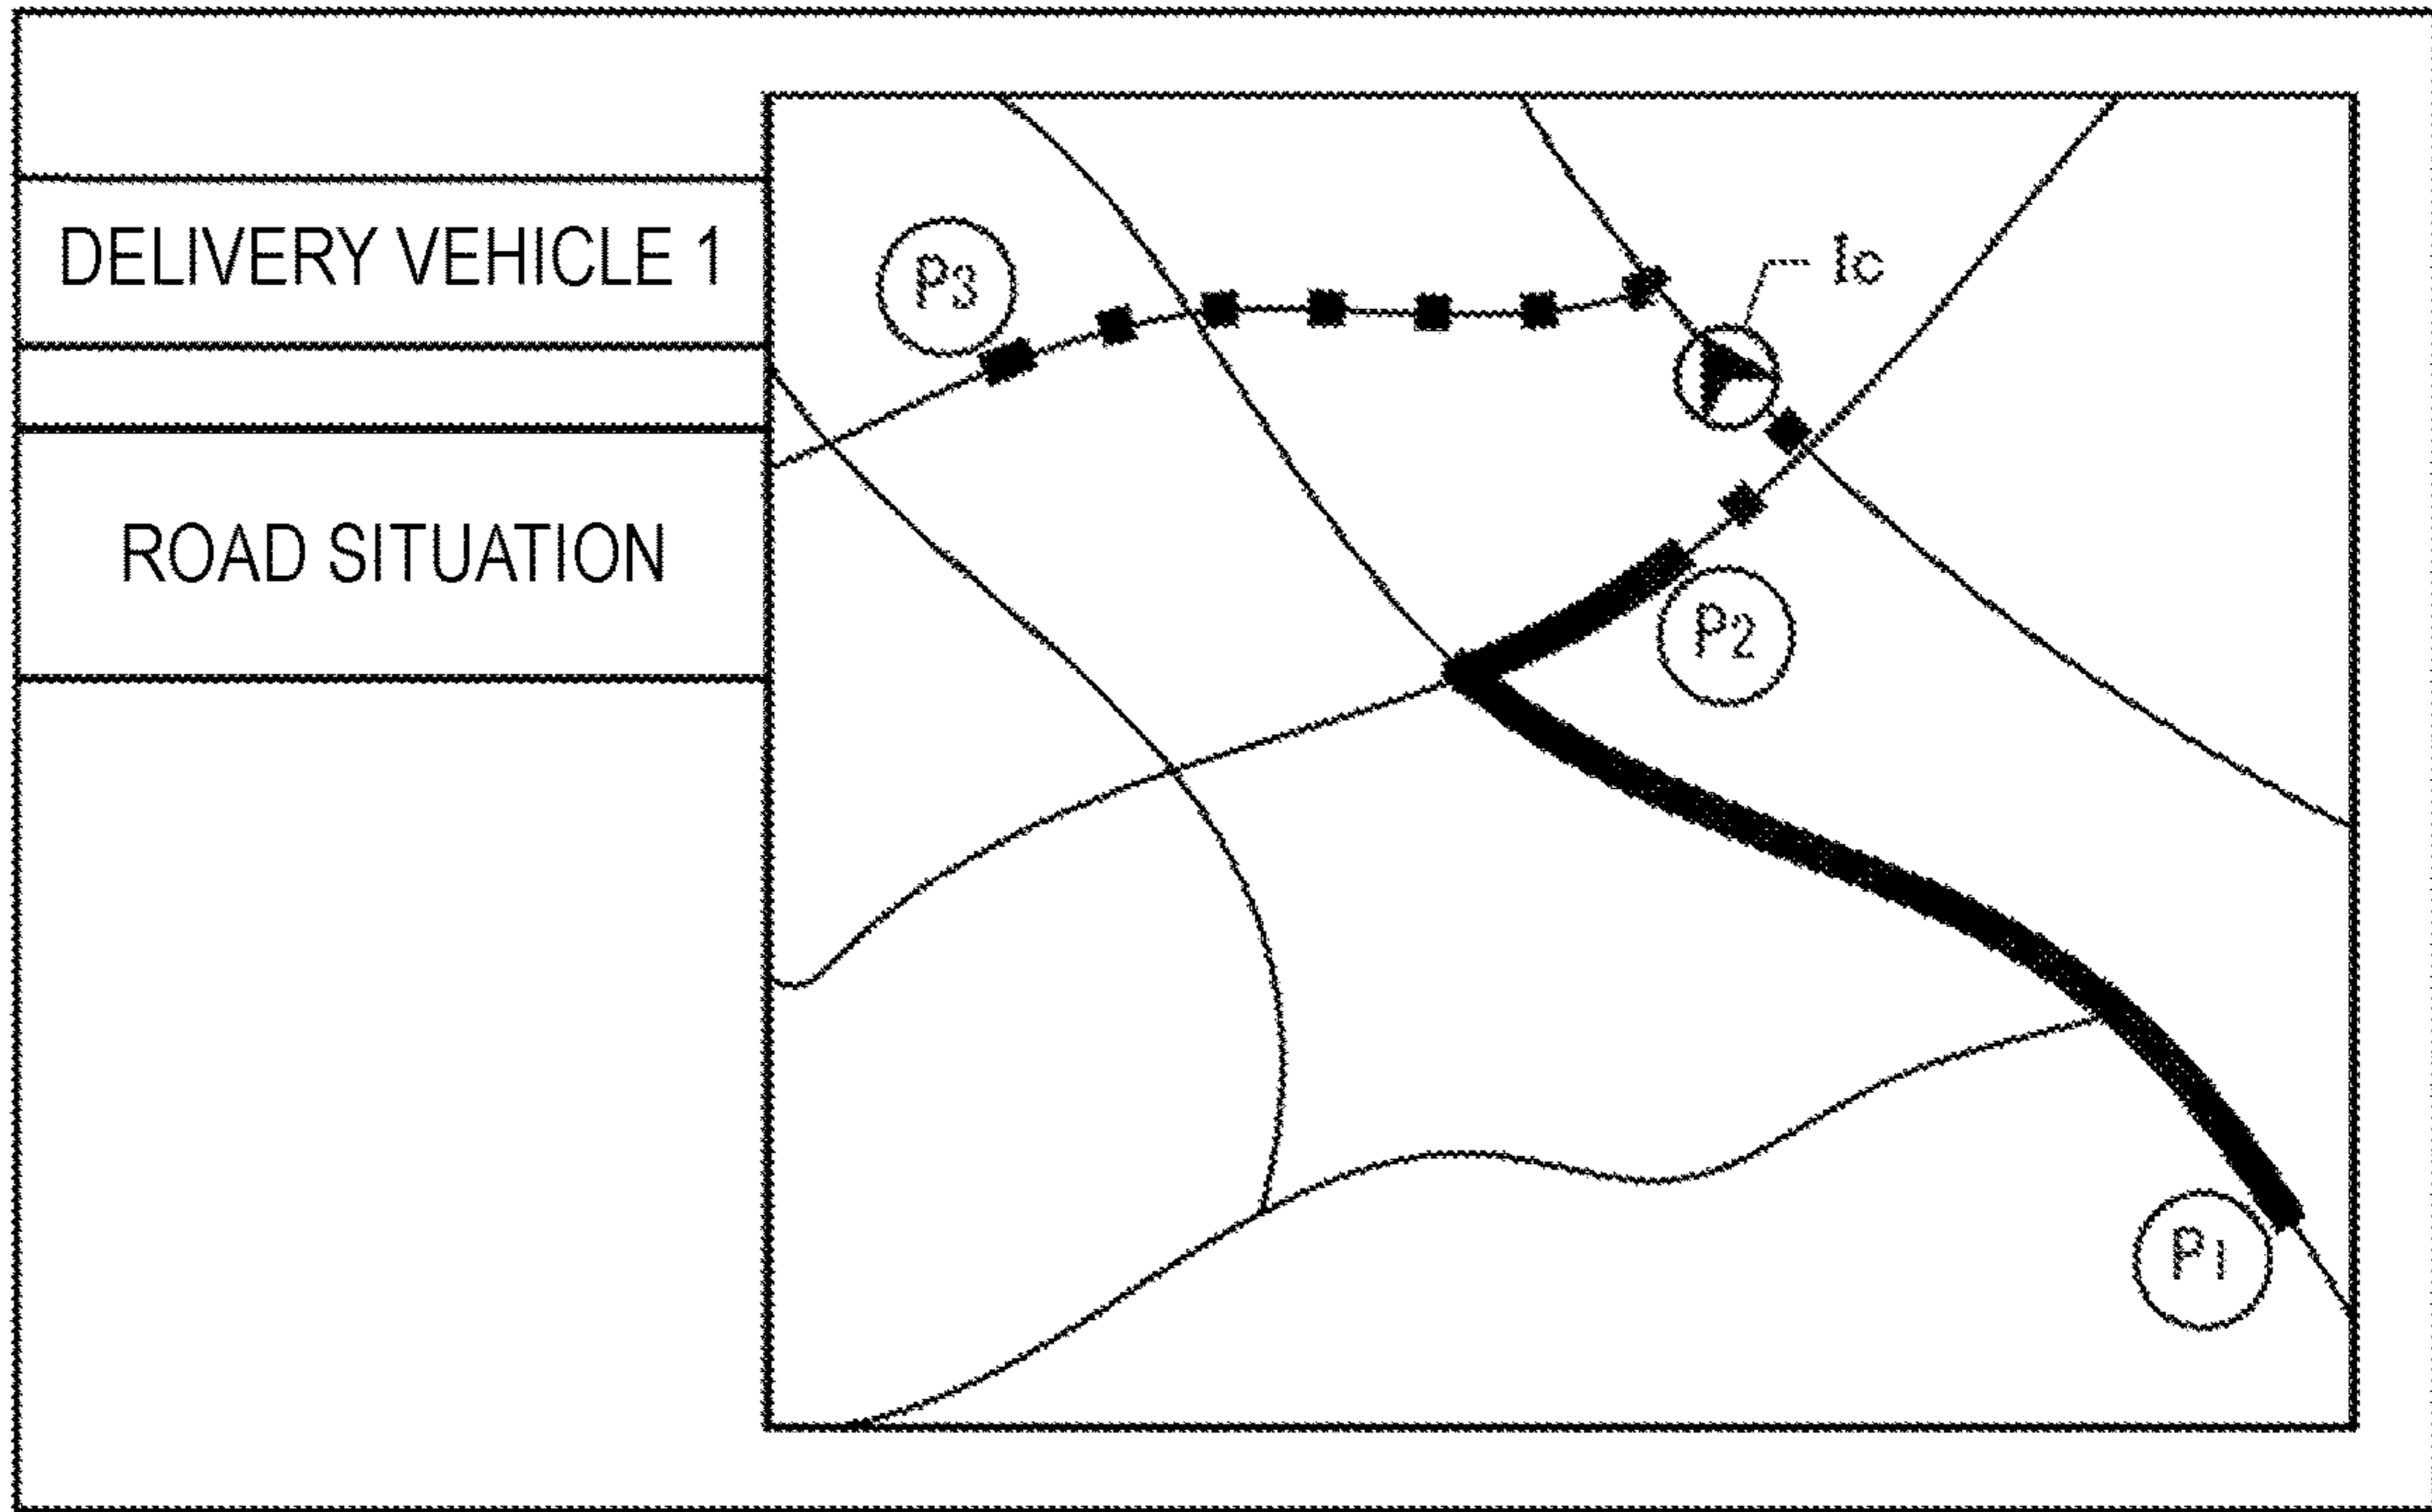 DELIVERY VEHICLE 1
ROAD SITUATION
P3
Ic
P2
P1